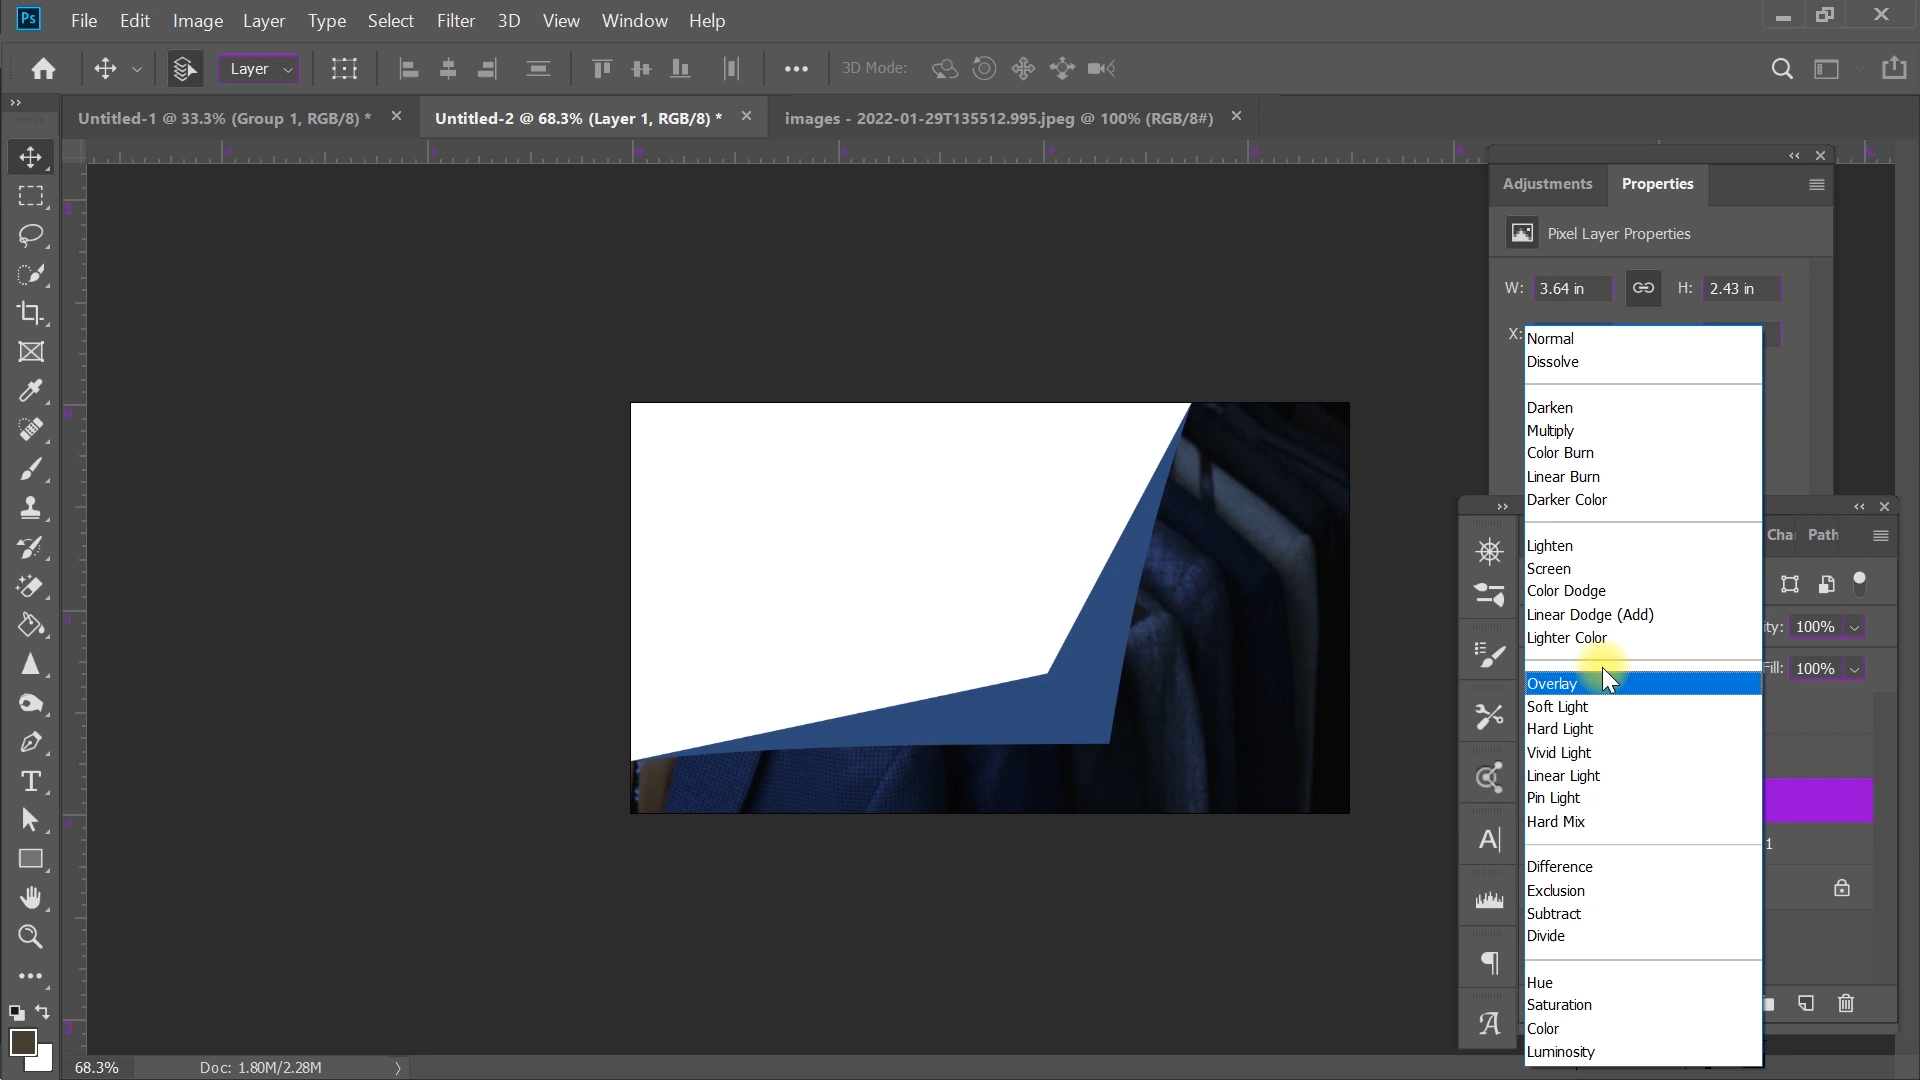 Ps File Edit Image Layer Type Select Filter 3D View Window Help
Layer 3D Mode:
Untitled-1 @ 33.3% (Group 1, RGB/8) * Untitled-2 @ 68.3% (Layer 1, RGB/8) * images - 2022-01-29T135512.995.jpeg @ 100% (RGB/8#)
Adjustments Properties
Pixel Layer Properties
W: 3.64 in H: 2.43 in
X:
Normal
Dissolve
Darken
Multiply
Color Burn
Linear Burn
Darker Color
Lighten
Screen
Color Dodge
Linear Dodge (Add)
Lighter Color
Overlay
Soft Light
Hard Light
Vivid Light
Linear Light
Pin Light
Hard Mix
Difference
Exclusion
Subtract
Divide
Hue
Saturation
Color
Luminosity
Cha Path
ity: 100%
Fill: 100%
1
68.3% Doc: 1.80M/2.28M